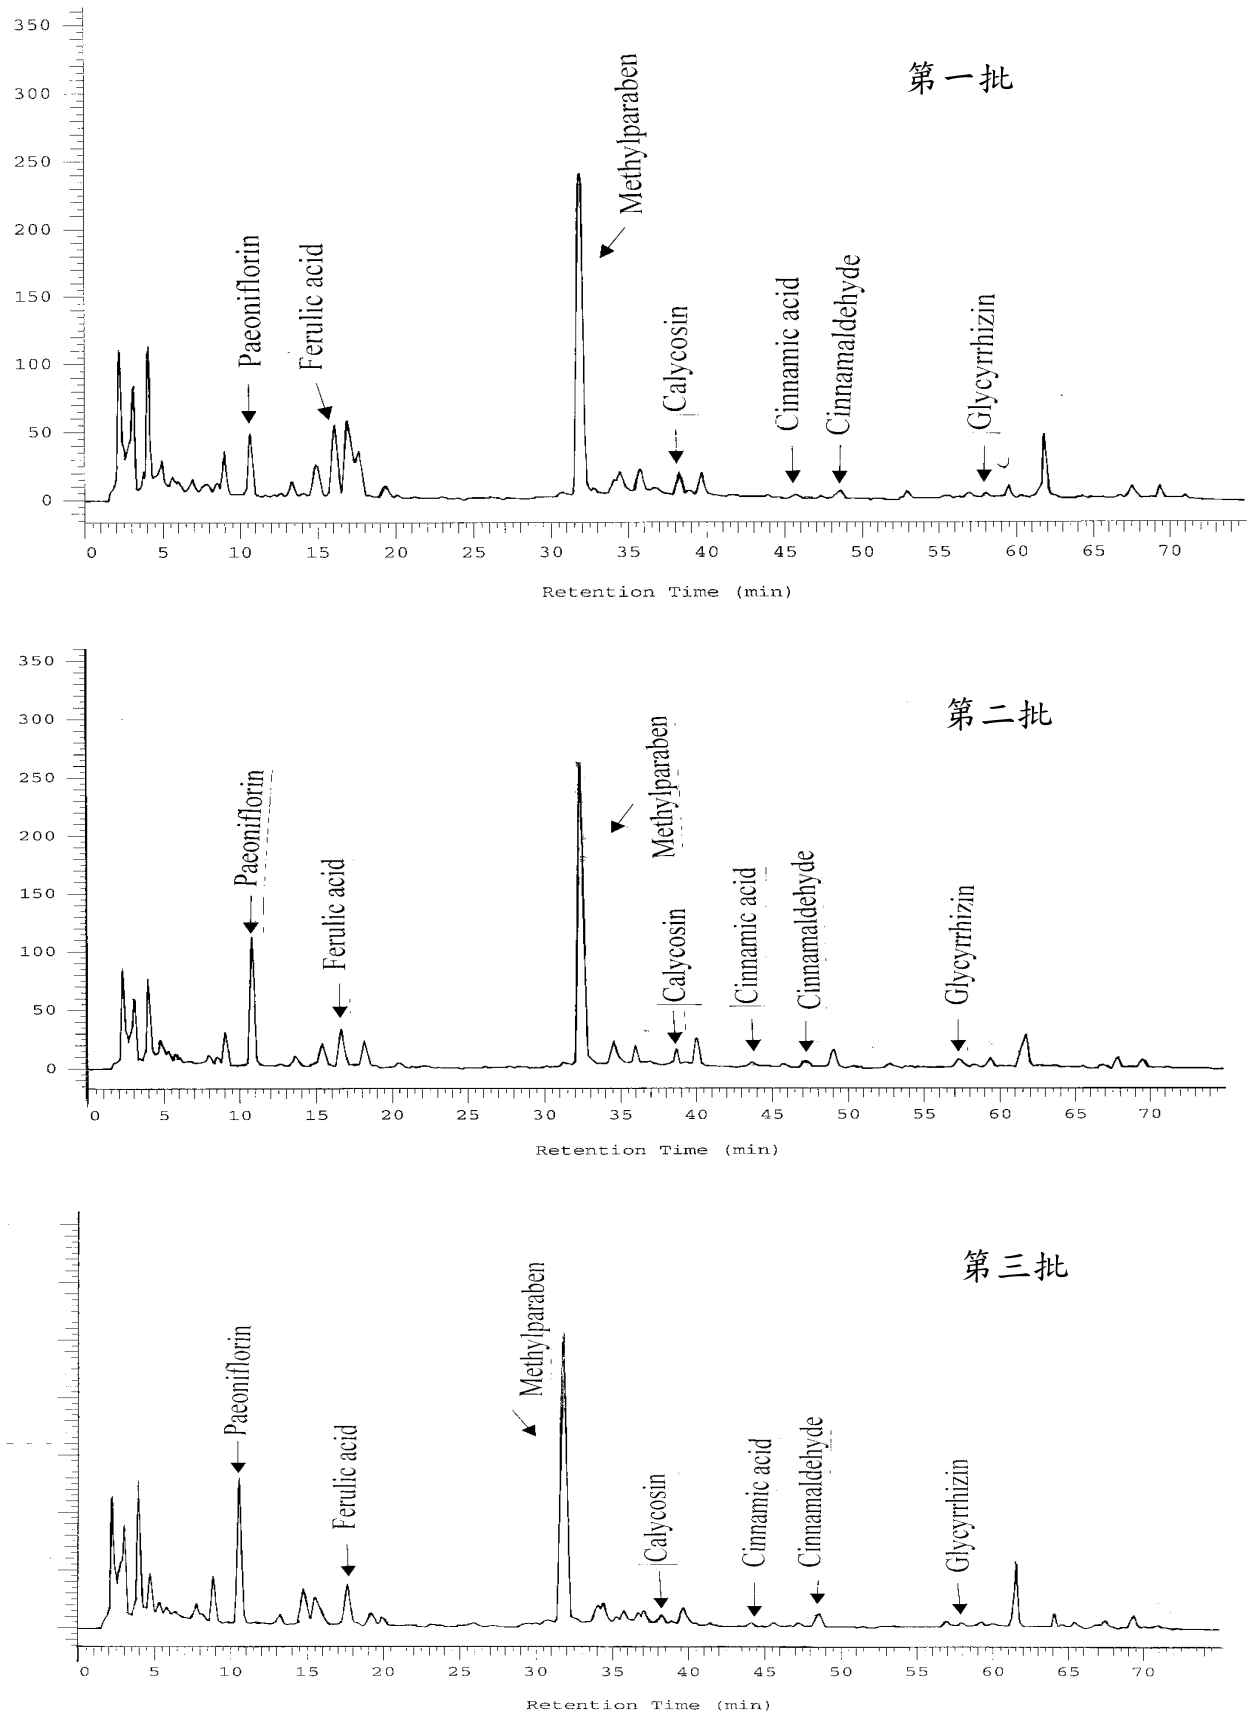 350
第一批
300
250
200
150
100
50
0
Paeoniflorin
Ferulic acid
Methylparaben
Calycosin
Cinnamic acid
Cinnamaldehyde
Glycyrrhizin
0 5 10 15 20 25 30 35 40 45 50 55 60 65 70
Retention Time (min)
350
第二批
300
250
200
150
100
50
0
Paeoniflorin
Ferulic acid
Methylparaben
Calycosin
Cinnamic acid
Cinnamaldehyde
Glycyrrhizin
0 5 10 15 20 25 30 35 40 45 50 55 60 65 70
Retention Time (min)
第三批
Paeoniflorin
Ferulic acid
Methylparaben
Calycosin
Cinnamic acid
Cinnamaldehyde
Glycyrrhizin
0 5 10 15 20 25 30 35 40 45 50 55 60 65 70
Retention Time (min)